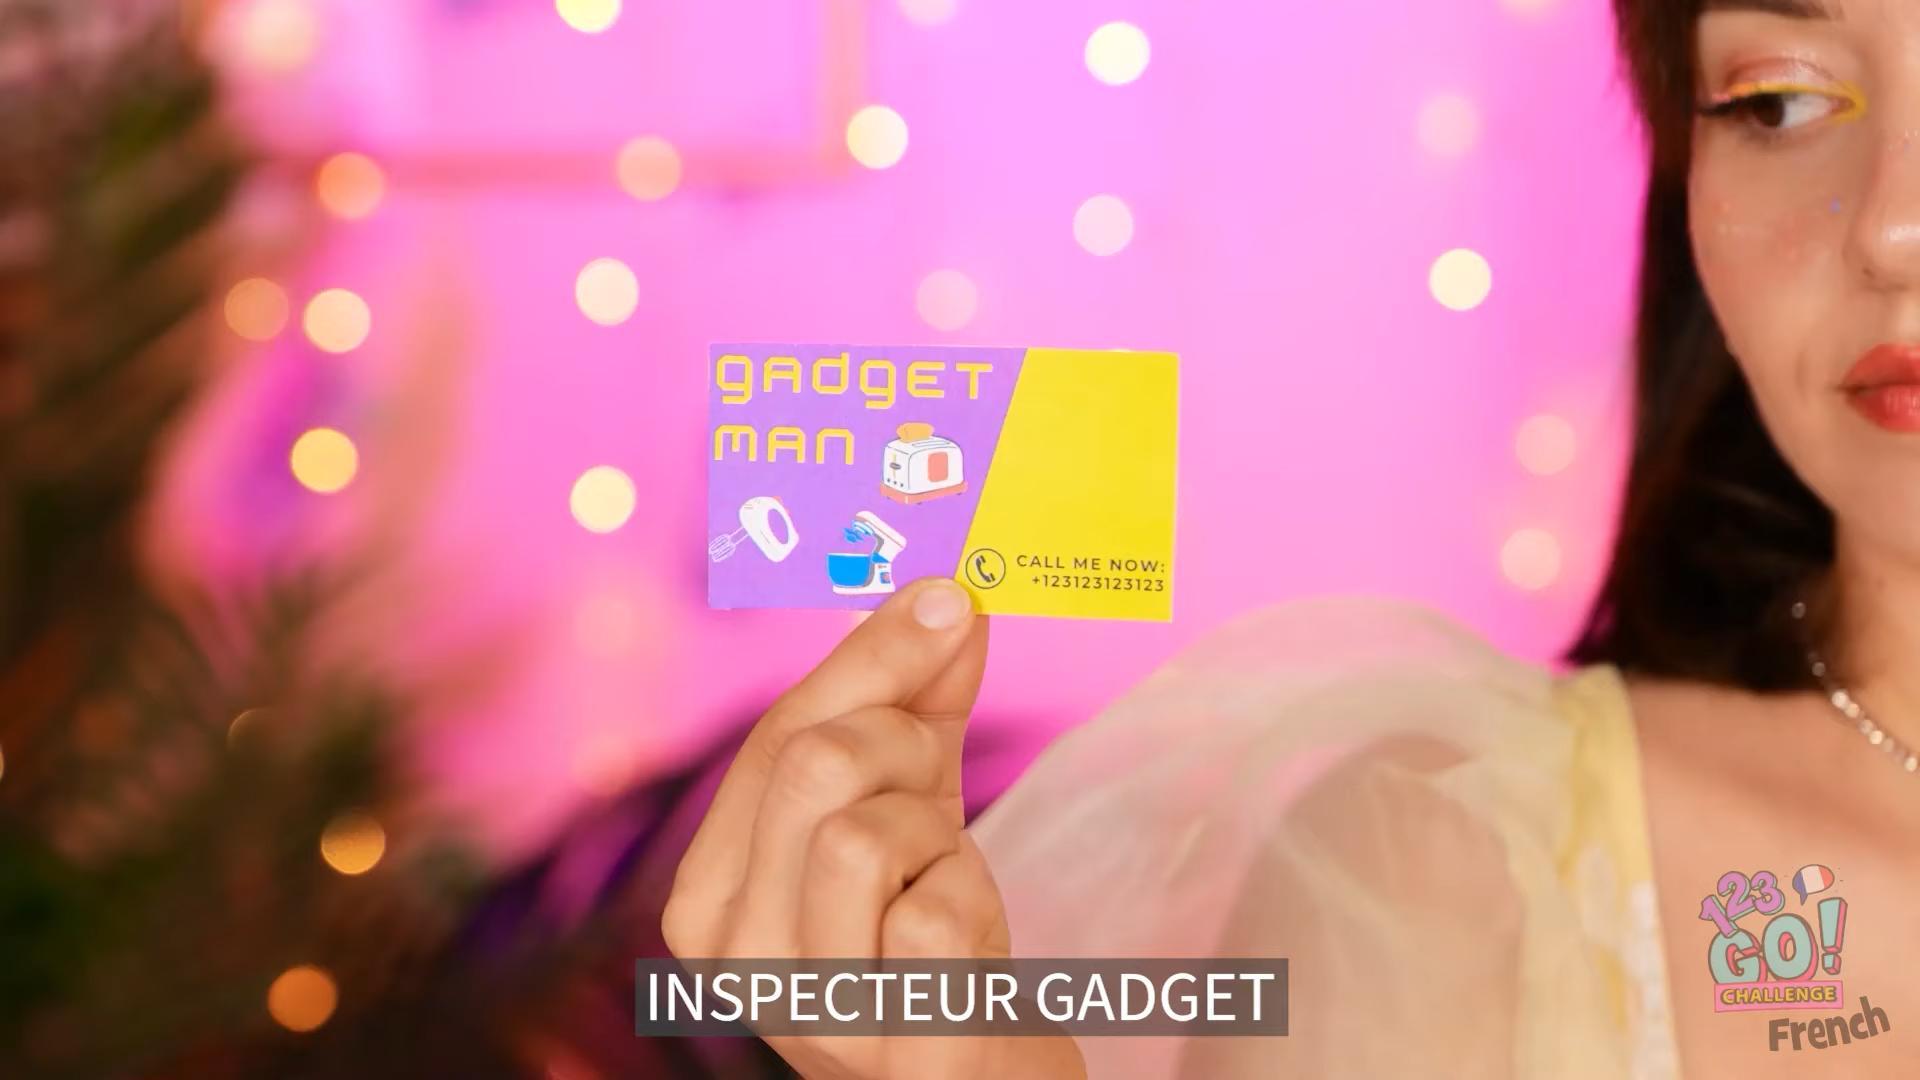 gadget
man
CALL ME NOW:
+123123123123
INSPECTEUR GADGET
123
GO!
CHALLENGE
French